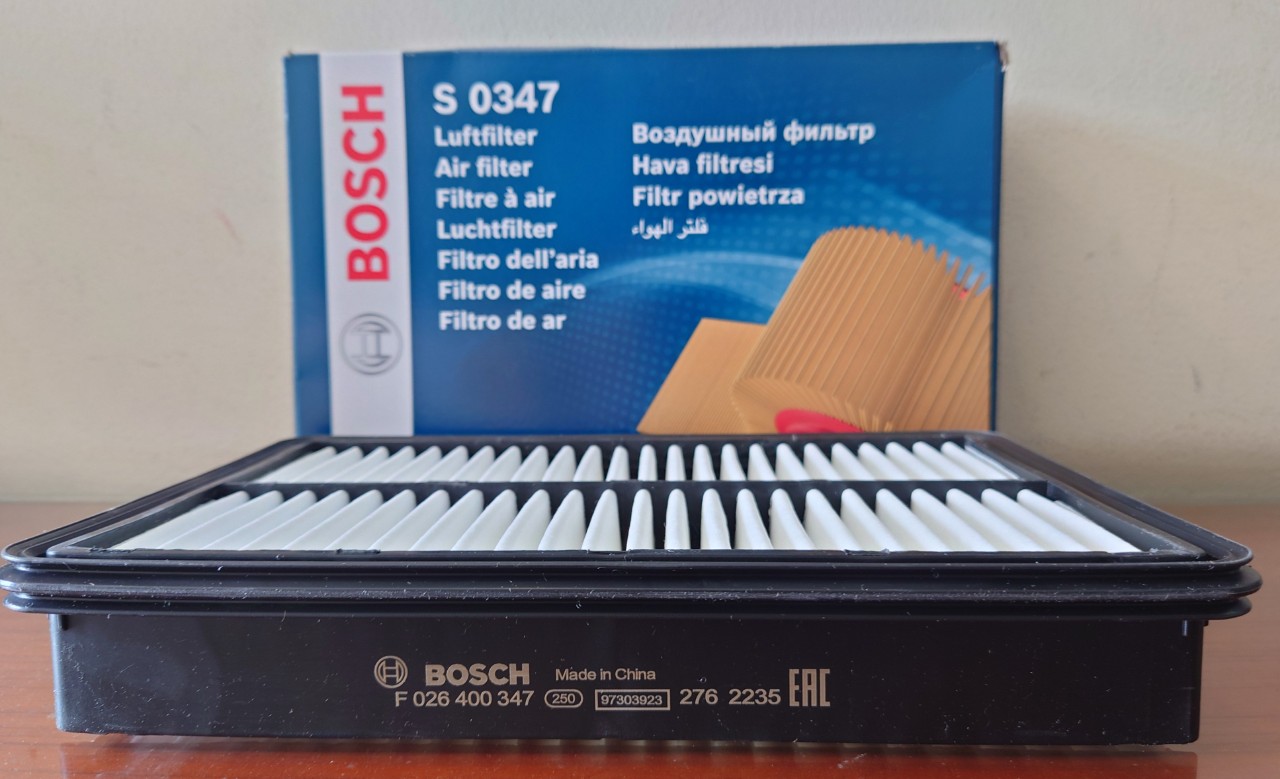 BOSCH
S 0347
Luftfilter
Air filter
Filtre à air
Luchtfilter
Filtro dell'aria
Filtro de aire
Filtro de ar
Воздушный фильтр
Hava filtresi
Filtr powietrza
فلتر الهواء
BOSCH Made in China
F 026 400 347 250 97303923 276 2235 EAC